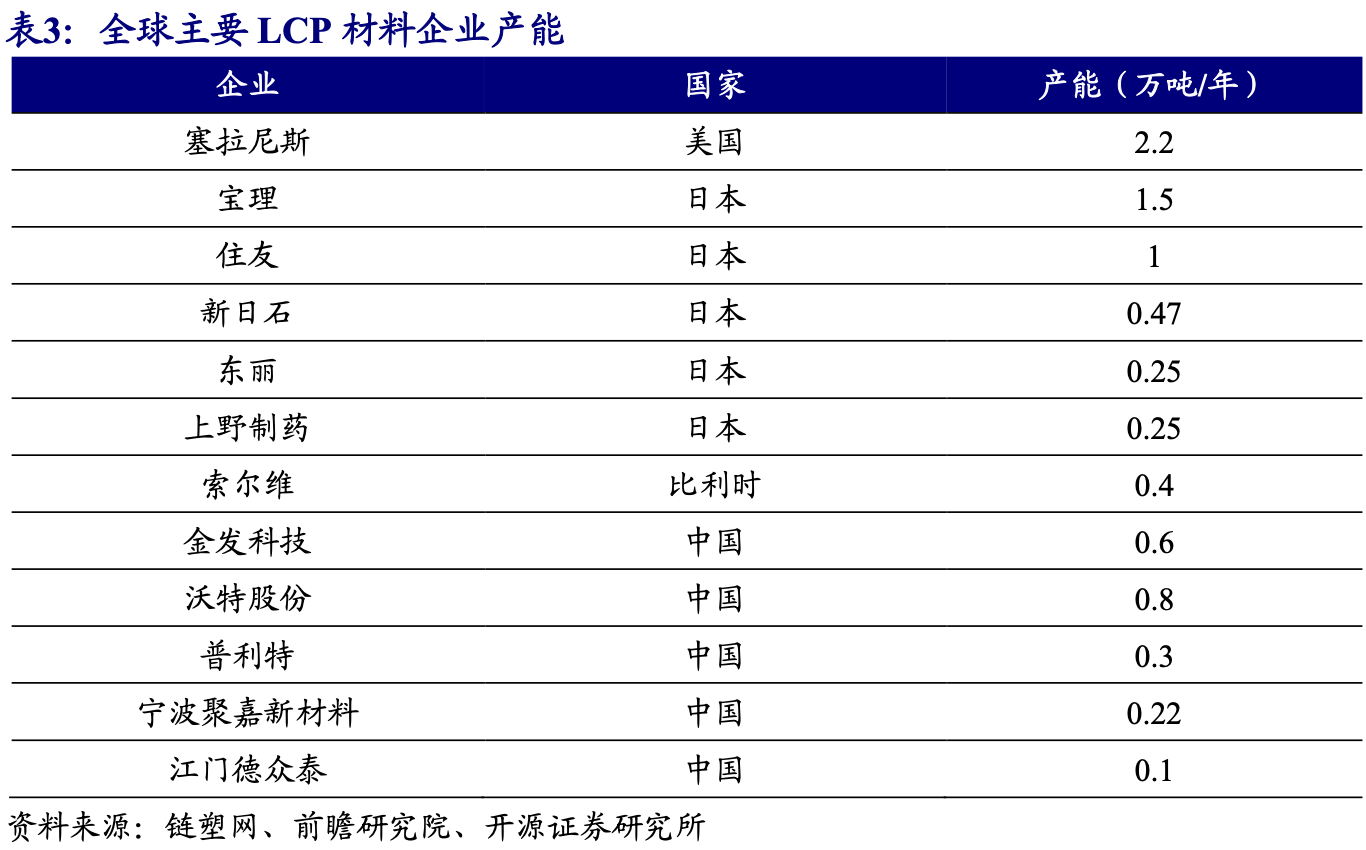 表3：全球主要 LCP 材料企业产能
企业 国家 产能（万吨/年）
塞拉尼斯 美国 2.2
宝理 日本 1.5
住友 日本 1
新日石 日本 0.47
东丽 日本 0.25
上野制药 日本 0.25
索尔维 比利时 0.4
金发科技 中国 0.6
沃特股份 中国 0.8
普利特 中国 0.3
宁波聚嘉新材料 中国 0.22
江门德众泰 中国 0.1
资料来源：链塑网、前瞻研究院、开源证券研究所